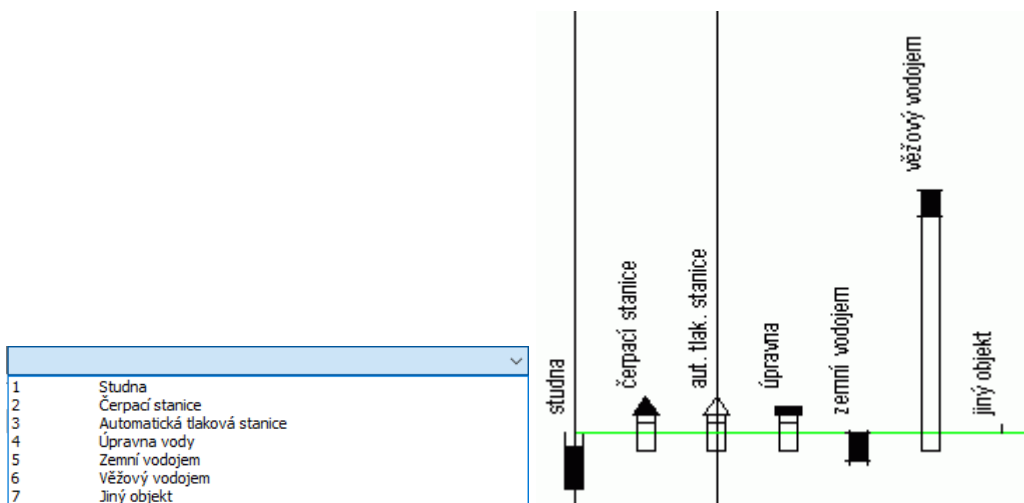 1 Studna
2 Čerpací stanice
3 Automatická tlaková stanice
4 Úpravna vody
5 Zemní vodojem
6 Věžový vodojem
7 Jiný objekt
studna
čerpací stanice
aut. tlak. stanice
úpravna
zemní vodojem
věžový vodojem
jiný objekt